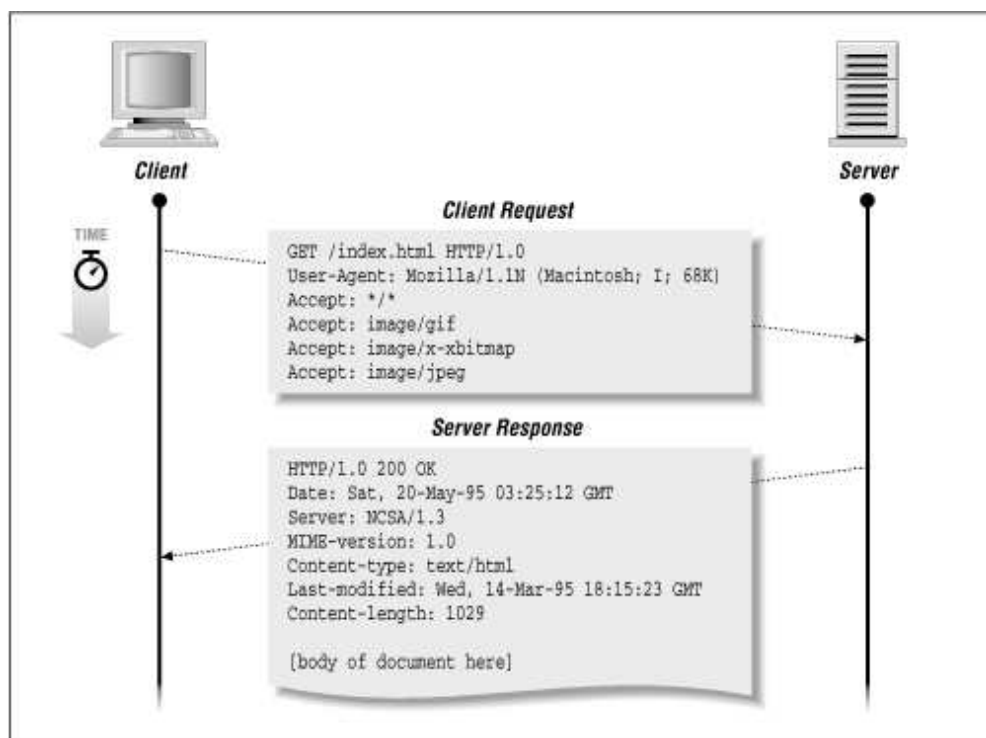 Client
Server
TIME
Client Request
GET /index.html HTTP/1.0
User-Agent: Mozilla/1.1N (Macintosh; I; 68K)
Accept: */*
Accept: image/gif
Accept: image/x-xbitmap
Accept: image/jpeg
Server Response
HTTP/1.0 200 OK
Date: Sat, 20-May-95 03:25:12 GMT
Server: NCSA/1.3
MIME-version: 1.0
Content-type: text/html
Last-modified: Wed, 14-Mar-95 18:15:23 GMT
Content-length: 1029
[body of document here]